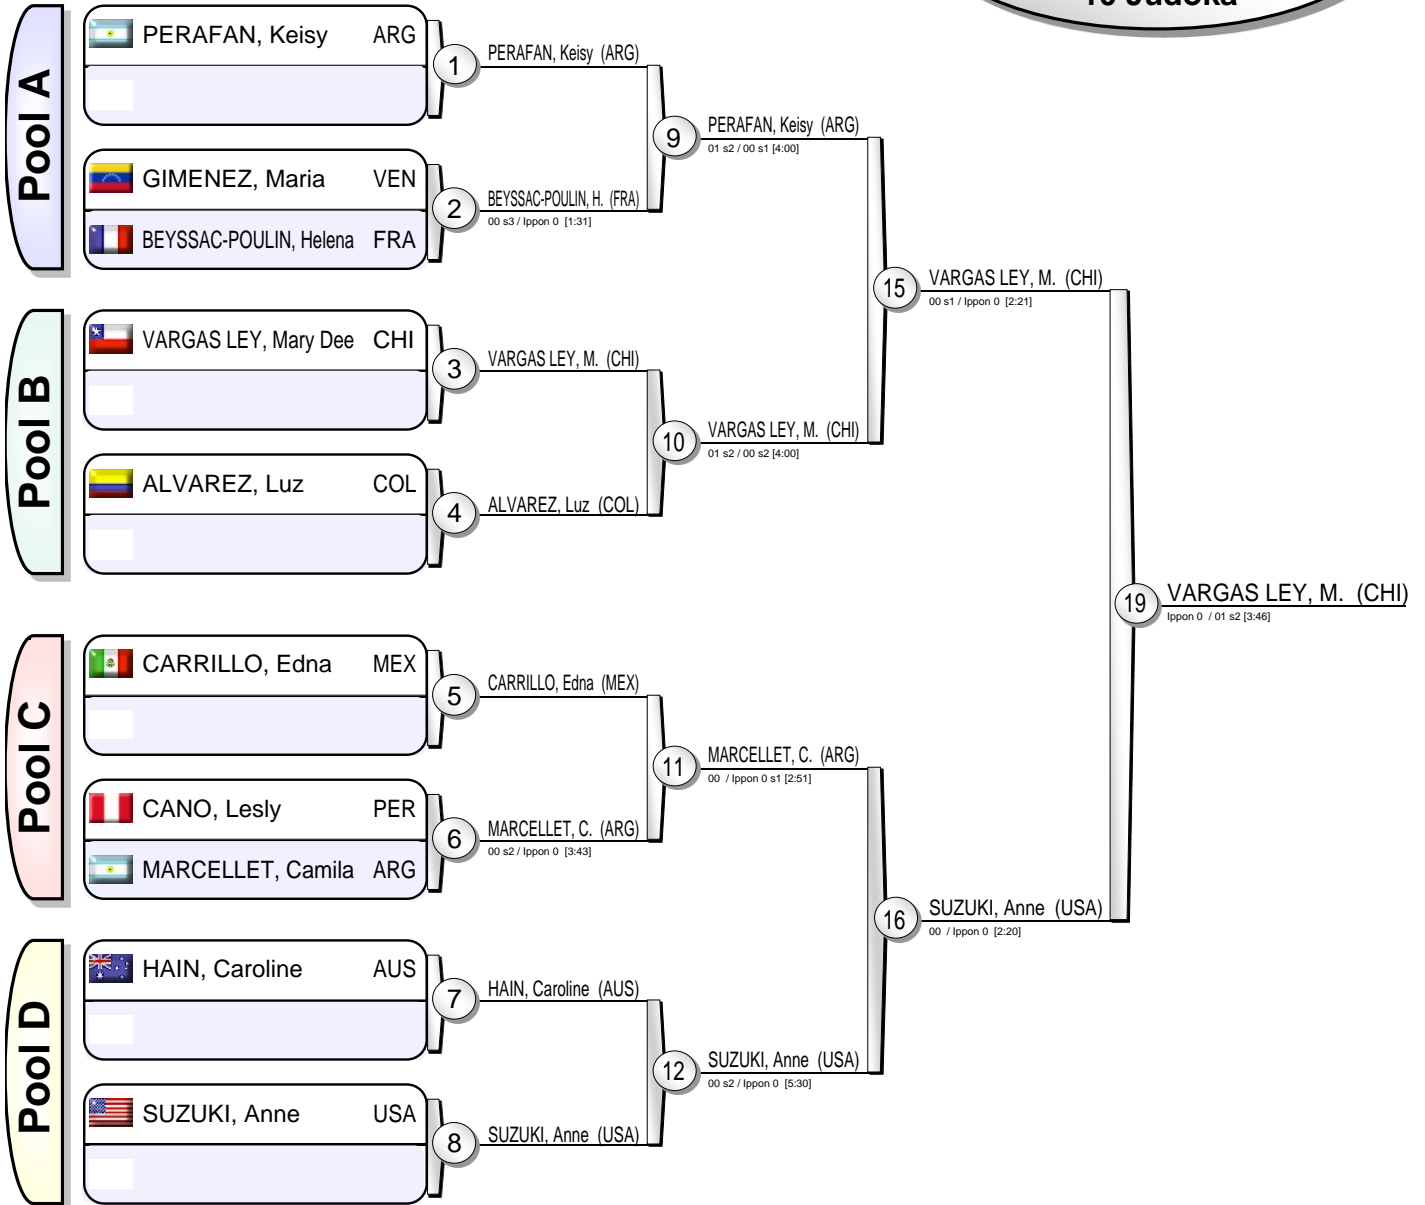 10 Judoka
Pool A
PERAFAN, Keisy ARG
GIMENEZ, Maria VEN
BEYSSAC-POULIN, Helena FRA
Pool B
VARGAS LEY, Mary Dee CHI
ALVAREZ, Luz COL
Pool C
CARRILLO, Edna MEX
CANO, Lesly PER
MARCELLET, Camila ARG
Pool D
HAIN, Caroline AUS
SUZUKI, Anne USA
1
PERAFAN, Keisy (ARG)
2
BEYSSAC-POULIN, H. (FRA)
00 s3 / Ippon 0 [1:31]
3
VARGAS LEY, M. (CHI)
4
ALVAREZ, Luz (COL)
5
CARRILLO, Edna (MEX)
6
MARCELLET, C. (ARG)
00 s2 / Ippon 0 [3:43]
7
HAIN, Caroline (AUS)
8
SUZUKI, Anne (USA)
9
PERAFAN, Keisy (ARG)
01 s2 / 00 s1 [4:00]
10
VARGAS LEY, M. (CHI)
01 s2 / 00 s2 [4:00]
11
MARCELLET, C. (ARG)
00 / Ippon 0 s1 [2:51]
12
SUZUKI, Anne (USA)
00 s2 / Ippon 0 [5:30]
15
VARGAS LEY, M. (CHI)
00 s1 / Ippon 0 [2:21]
16
SUZUKI, Anne (USA)
00 / Ippon 0 [2:20]
19
VARGAS LEY, M. (CHI)
Ippon 0 / 01 s2 [3:46]